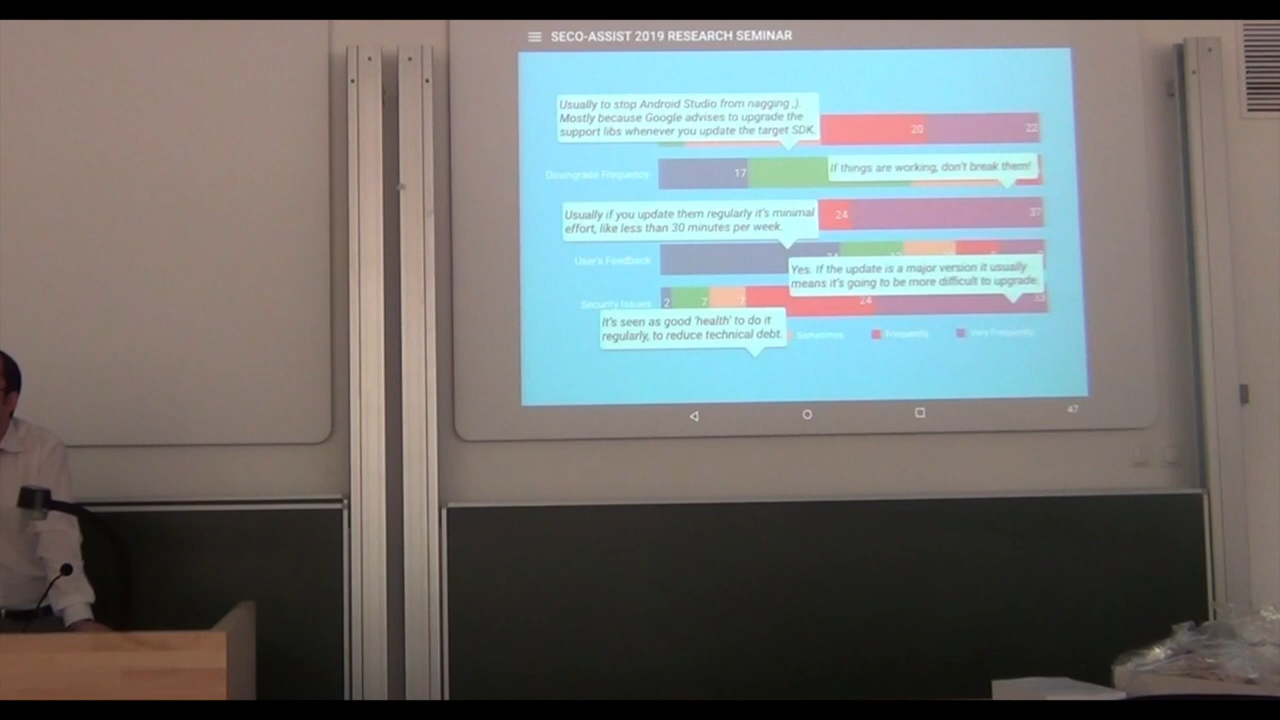 SECO-ASSIST 2019 RESEARCH SEMINAR
Usually to stop Android Studio from nagging ;).
Mostly because Google advises to upgrade the
support libs whenever you update the target SDK.
20
22
Downgrade Frequency
17
If things are working, don't break them!
Usually if you update them regularly it's minimal
effort, like less than 30 minutes per week.
24
37
User's Feedback
Yes. If the update is a major version it usually
means it's going to be more difficult to upgrade.
Security Issues
2
7
7
24
33
It's seen as good 'health' to do it
regularly, to reduce technical debt.
Sometimes
Frequently
Very Frequently
47